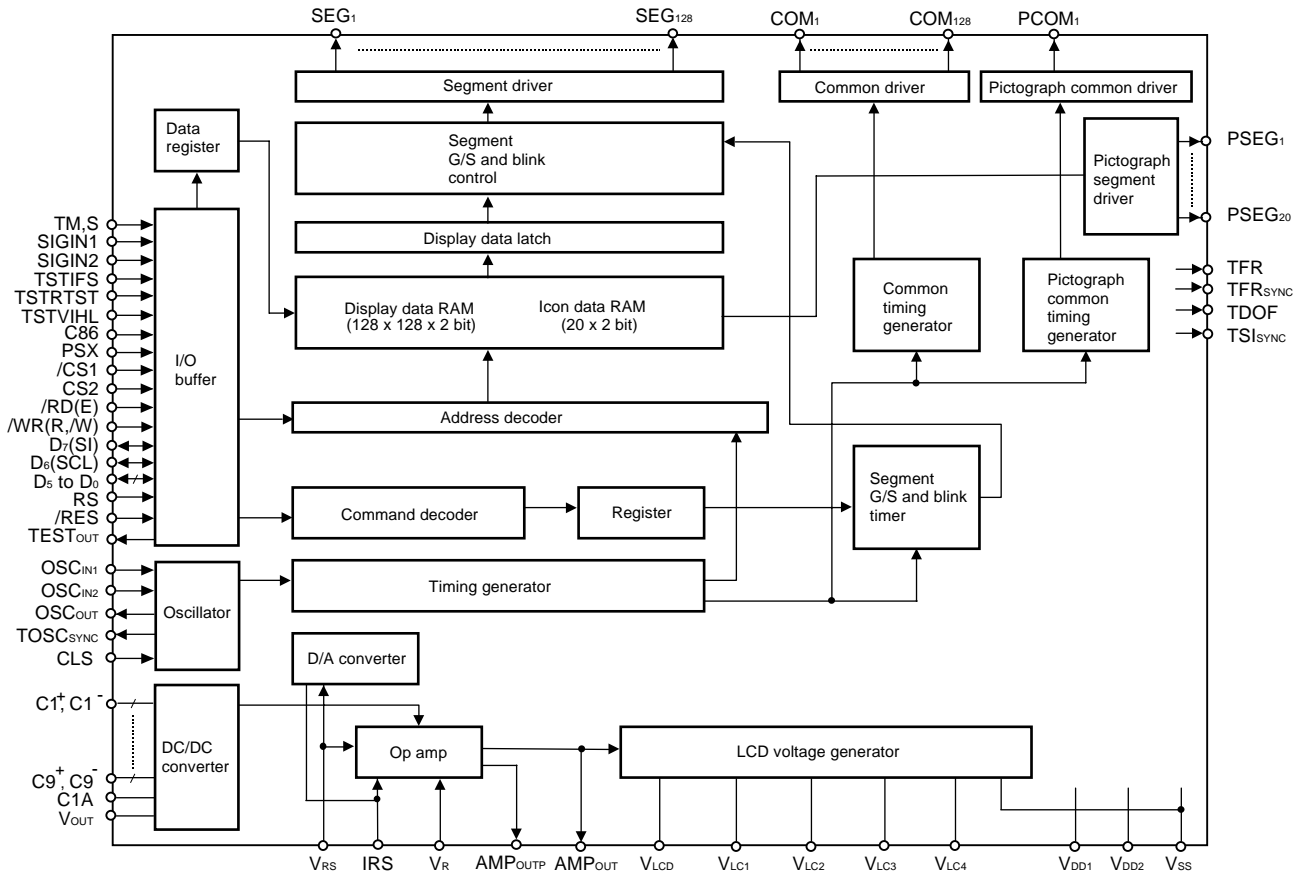 SEG1
SEG128
COM1
COM128
PCOM1
Segment driver
Common driver
Pictograph common driver
Data
register
Segment
G/S and blink
control
Pictograph
segment
driver
PSEG1
PSEG20
Display data latch
Display data RAM
(128 x 128 x 2 bit)
Icon data RAM
(20 x 2 bit)
Common
timing
generator
Pictograph
common
timing
generator
TFR
TFRSYNC
TDOF
TSISYNC
TM,S
SIGIN1
SIGIN2
TSTIFS
TSTRTST
TSTVIHL
C86
PSX
/CS1
CS2
/RD(E)
/WR(R,/W)
D7(SI)
D6(SCL)
D5 to D0
RS
/RES
TESTOUT
I/O
buffer
Address decoder
Command decoder
Register
Segment
G/S and blink
timer
OSCIN1
OSCIN2
OSCOUT
TOSCSYNC
CLS
Oscillator
Timing generator
D/A converter
C1+, C1-
C9+, C9-
C1A
VOUT
DC/DC
converter
Op amp
LCD voltage generator
VRS
IRS
VR
AMPOUTP
AMPOUT
VLCD
VLC1
VLC2
VLC3
VLC4
VDD1
VDD2
VSS